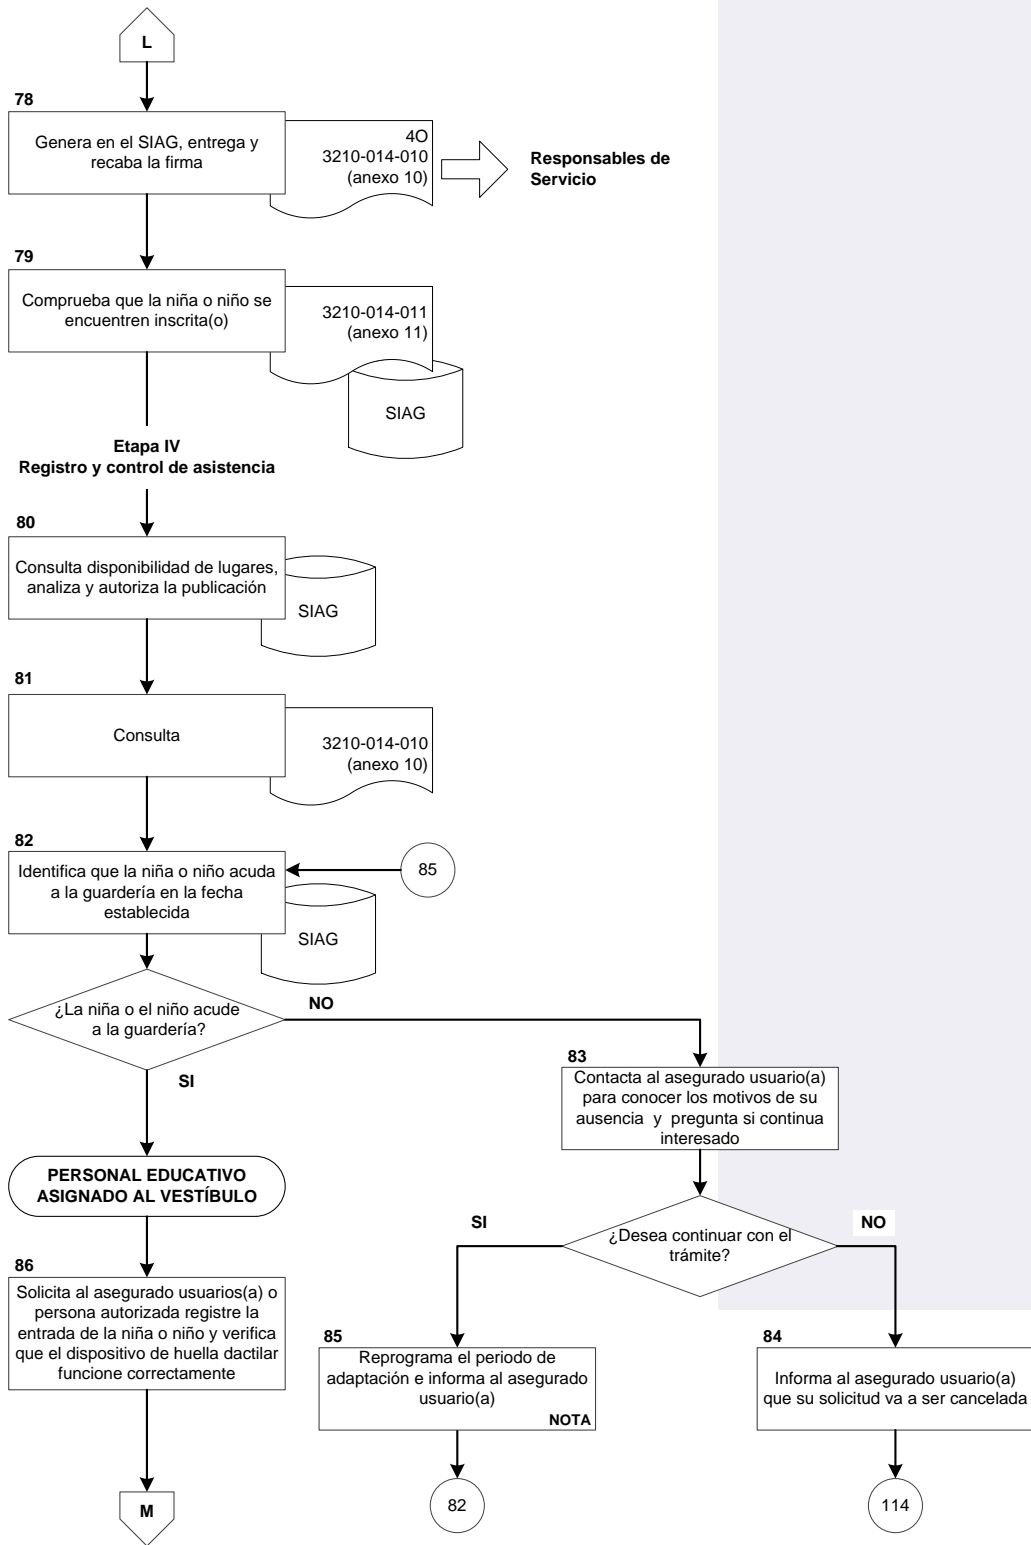 L
78
Genera en el SIAG, entrega y
recaba la firma
4O
3210-014-010
(anexo 10)
Responsables de
Servicio
79
Comprueba que la niña o niño se
encuentren inscrita(o)
3210-014-011
(anexo 11)
SIAG
Etapa IV
Registro y control de asistencia
80
Consulta disponibilidad de lugares,
analiza y autoriza la publicación
SIAG
81
Consulta
3210-014-010
(anexo 10)
82
Identifica que la niña o niño acuda
a la guardería en la fecha
establecida
85
SIAG
¿La niña o el niño acude
a la guardería?
NO
SI
83
Contacta al asegurado usuario(a)
para conocer los motivos de su
ausencia y pregunta si continua
interesado
PERSONAL EDUCATIVO
ASIGNADO AL VESTÍBULO
¿Desea continuar con el
trámite?
SI
NO
86
Solicita al asegurado usuarios(a) o
persona autorizada registre la
entrada de la niña o niño y verifica
que el dispositivo de huella dactilar
funcione correctamente
85
Reprograma el periodo de
adaptación e informa al asegurado
usuario(a)
NOTA
84
Informa al asegurado usuario(a)
que su solicitud va a ser cancelada
M
82
114